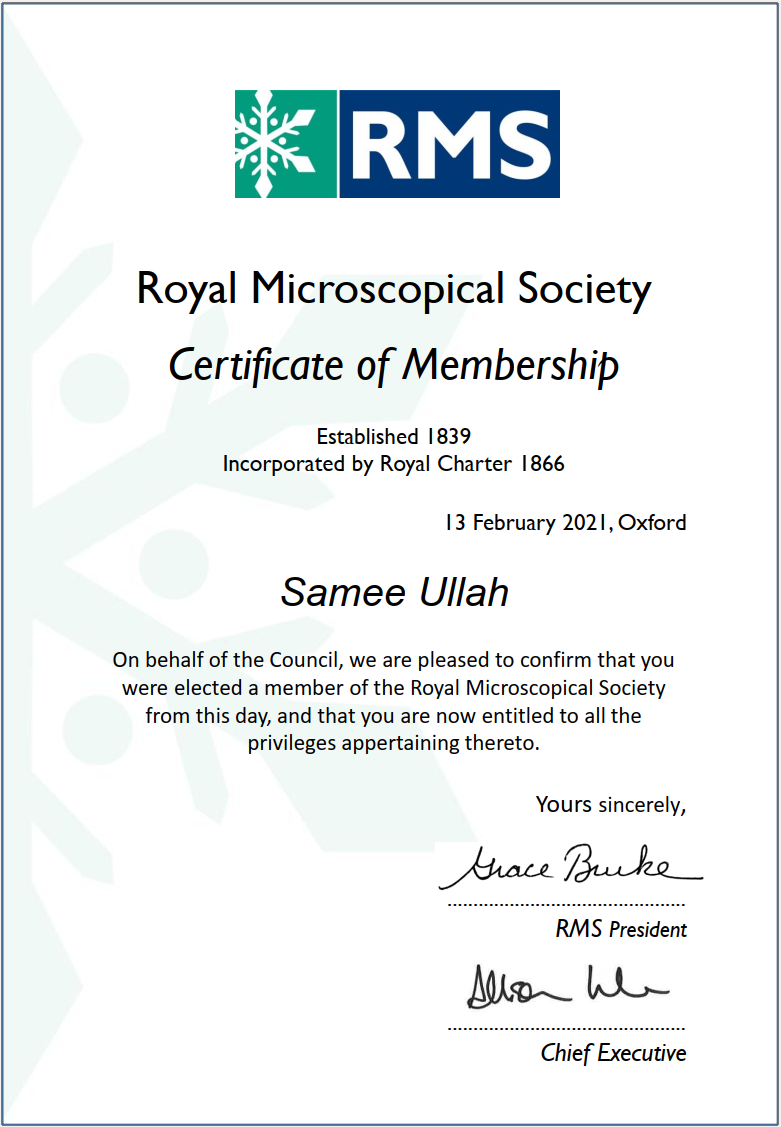 RMS
Royal Microscopical Society
Certificate of Membership
Established 1839
Incorporated by Royal Charter 1866
13 February 2021, Oxford
Samee Ullah
On behalf of the Council, we are pleased to confirm that you
were elected a member of the Royal Microscopical Society
from this day, and that you are now entitled to all the
privileges appertaining thereto.
Yours sincerely,
Grace Burke
RMS President
Allison
Chief Executive